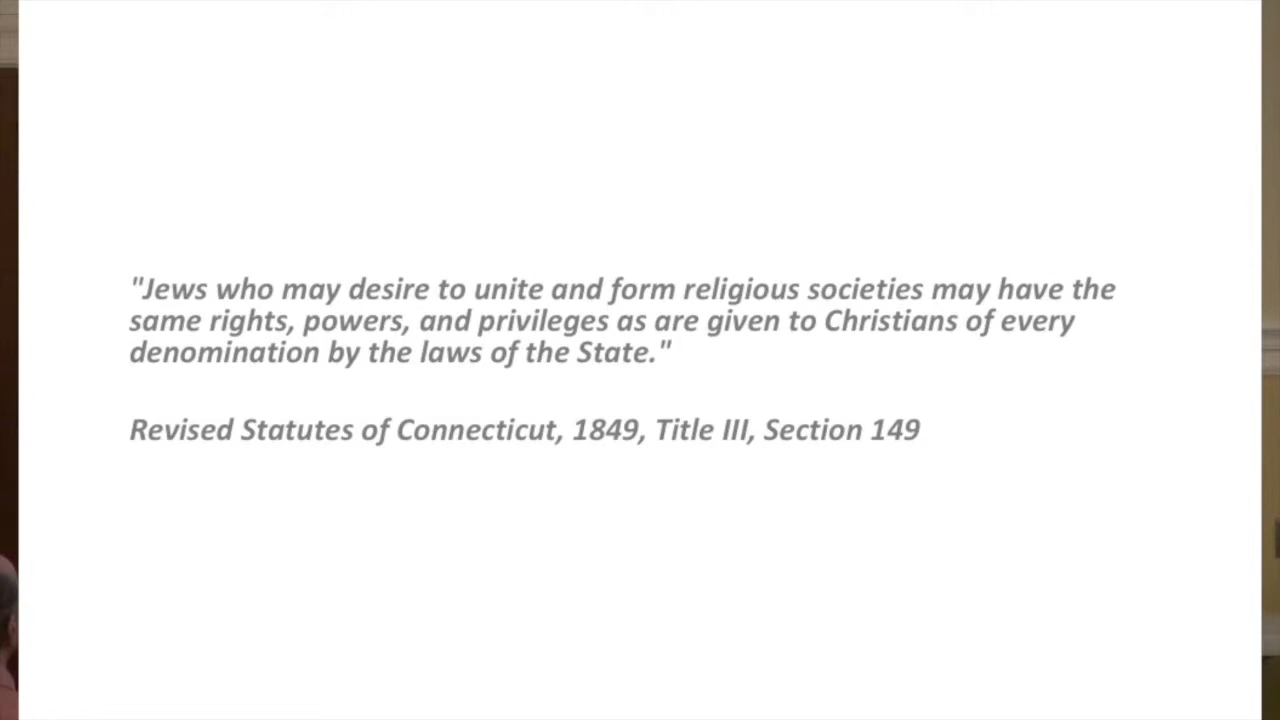 "Jews who may desire to unite and form religious societies may have the
same rights, powers, and privileges as are given to Christians of every
denomination by the laws of the State."
Revised Statutes of Connecticut, 1849, Title III, Section 149